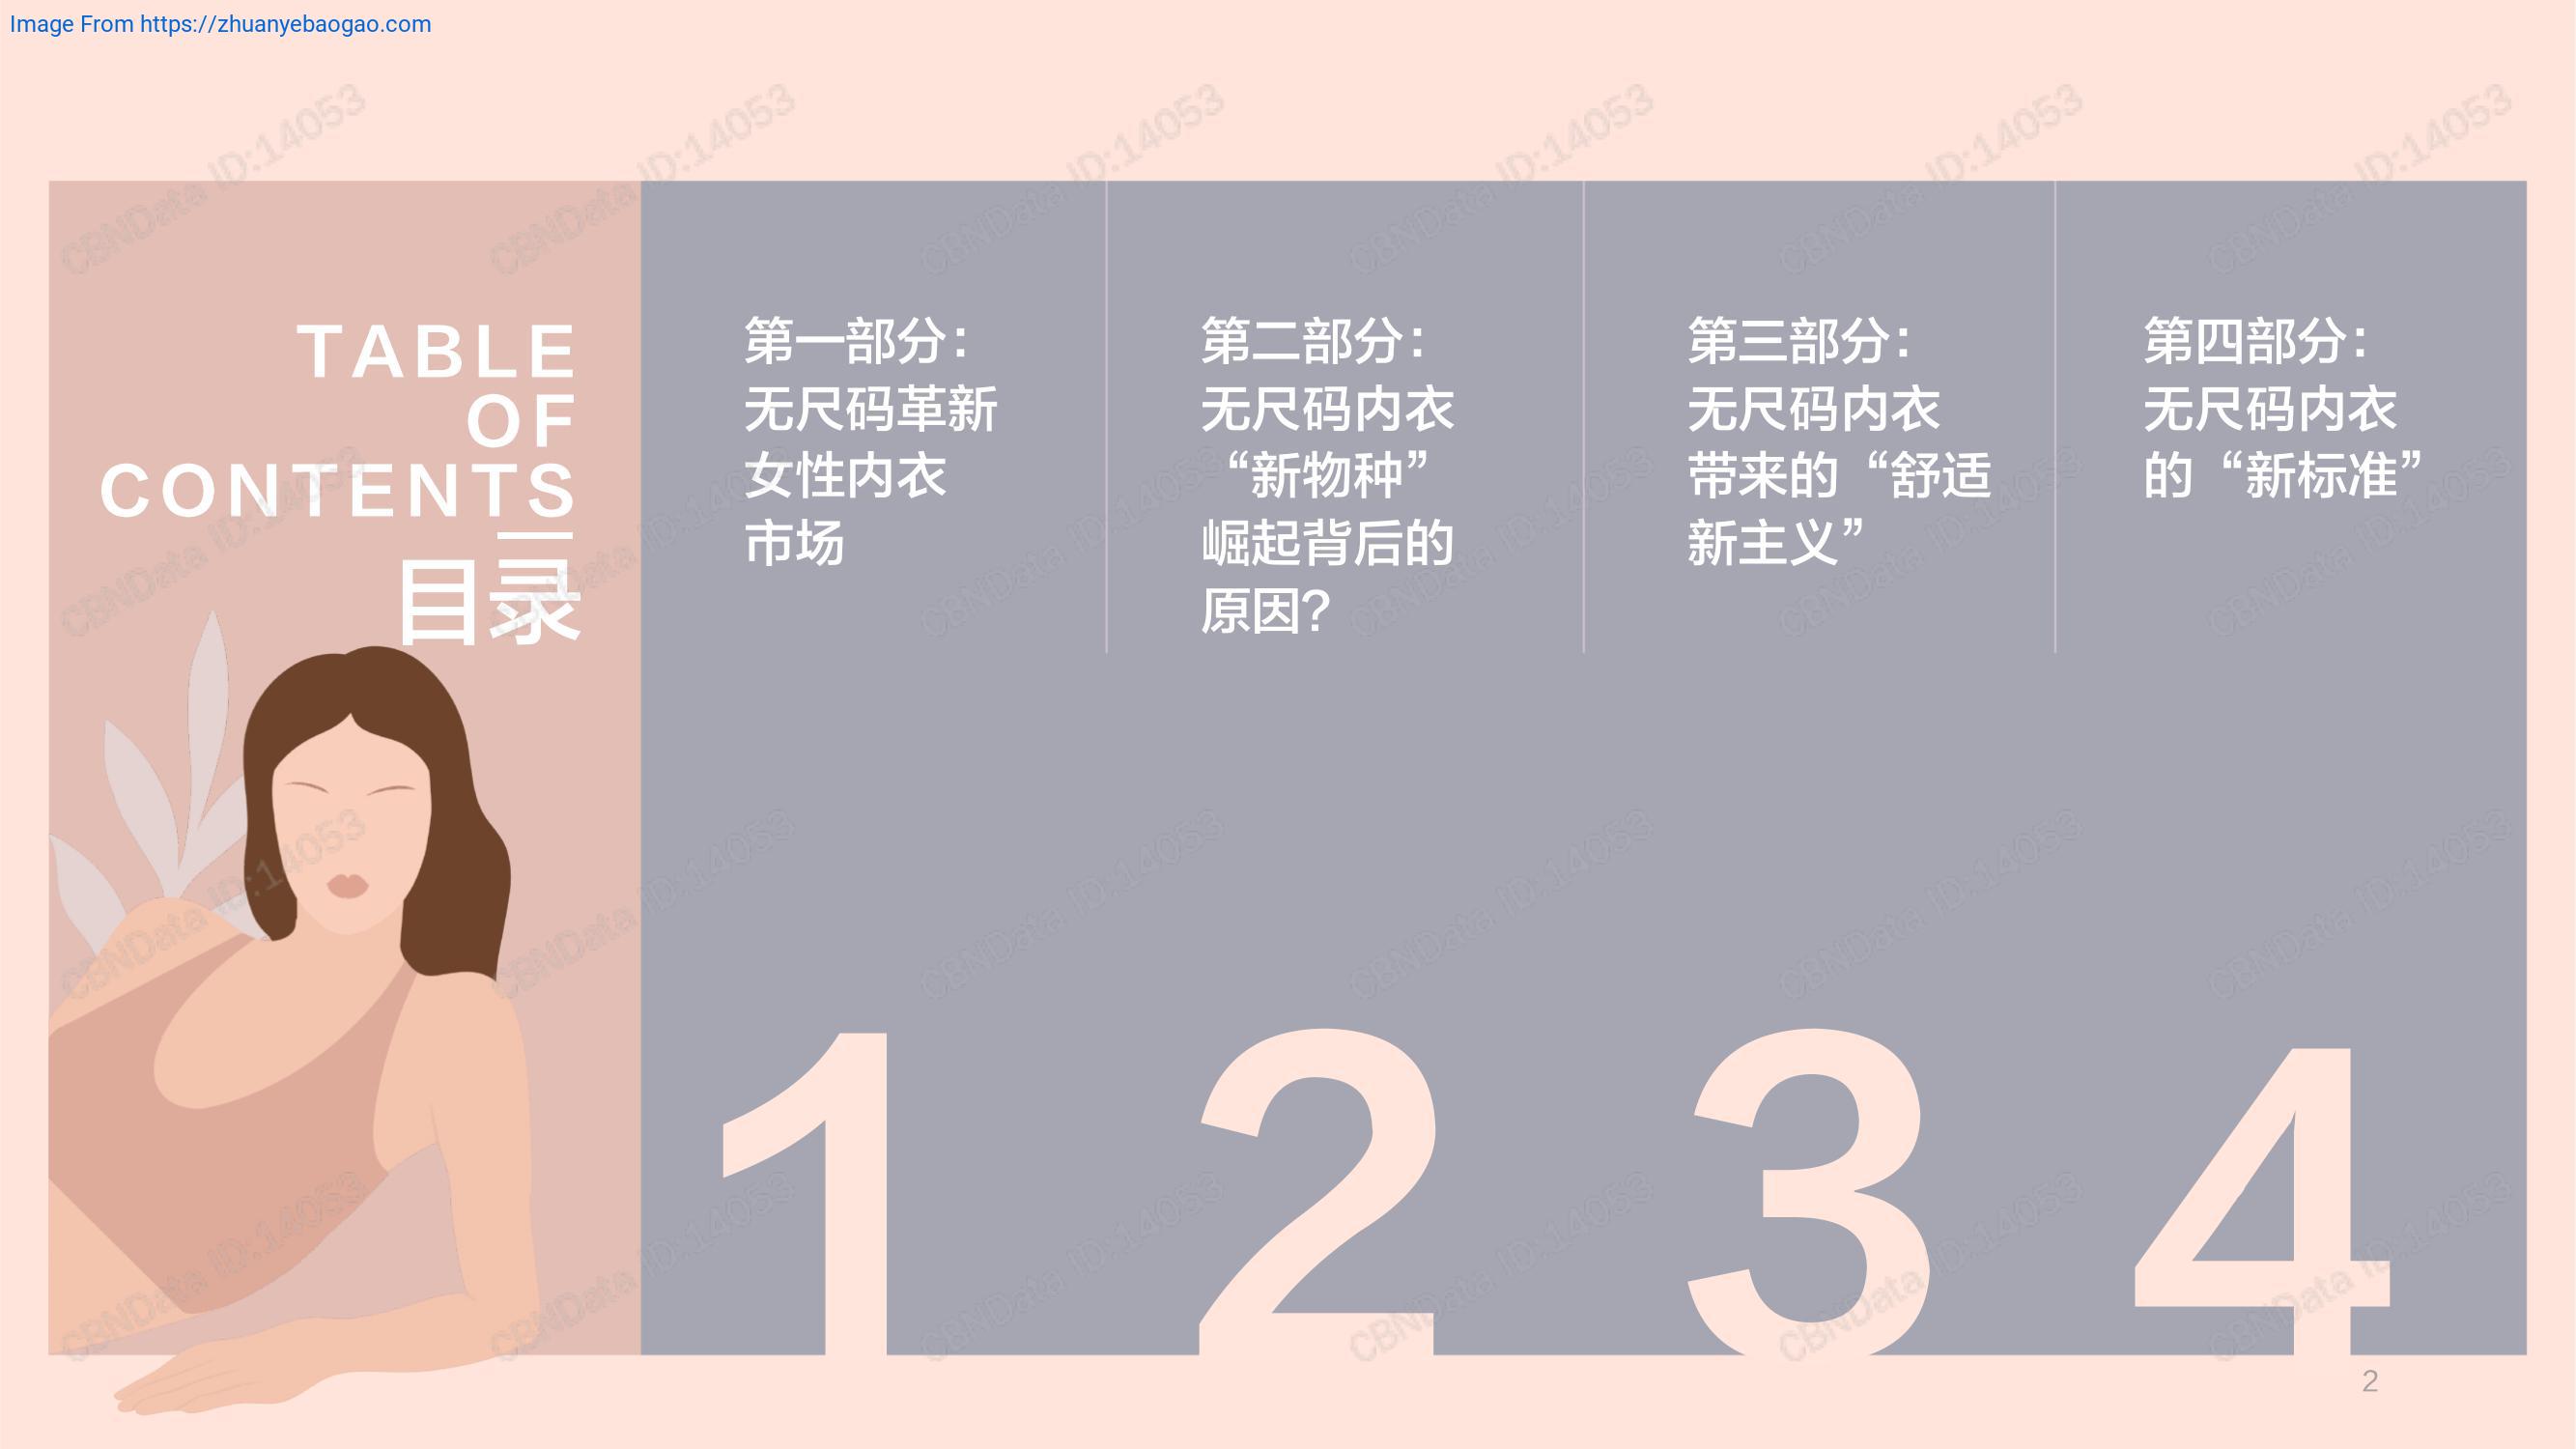 Image From https://zhuanyebaogao.com
TABLE
OF
CONTENTS
目录
第一部分：
无尺码革新
女性内衣
市场
第二部分：
无尺码内衣
“新物种”
崛起背后的
原因？
第三部分：
无尺码内衣
带来的“舒适
新主义”
第四部分：
无尺码内衣
的“新标准”
1
2
3
4
2
CBNData ID:14053